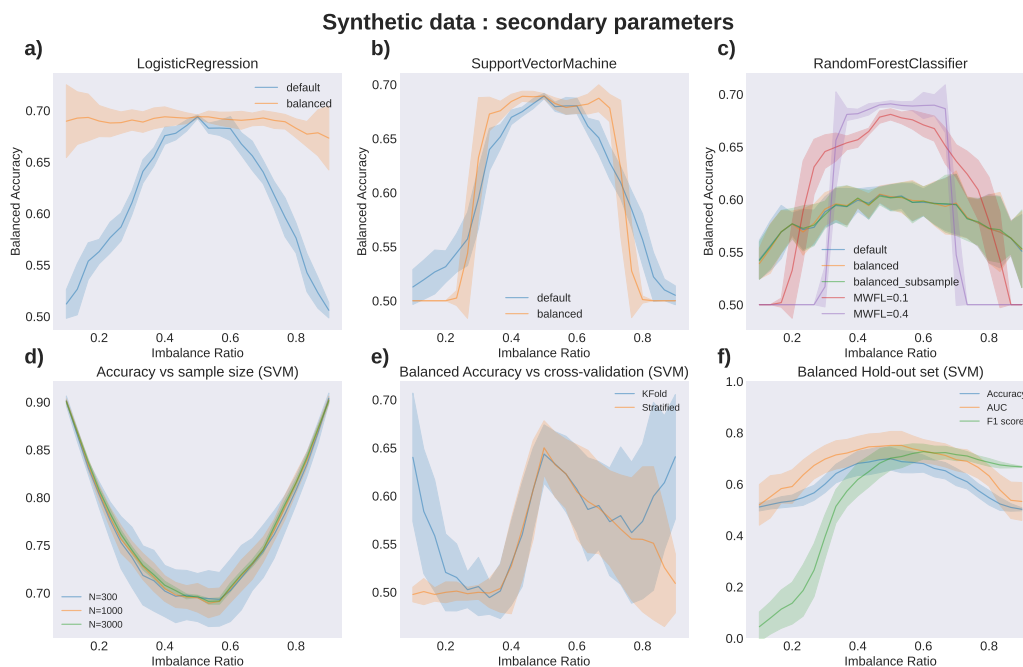 Synthetic data : secondary parameters
a)
LogisticRegression
Balanced Accuracy
0.70
0.65
0.60
0.55
0.50
default
balanced
0.2 0.4 0.6 0.8
Imbalance Ratio
b)
SupportVectorMachine
Balanced Accuracy
0.70
0.65
0.60
0.55
0.50
default
balanced
0.2 0.4 0.6 0.8
Imbalance Ratio
c)
RandomForestClassifier
Balanced Accuracy
0.70
0.65
0.60
0.55
0.50
default
balanced
balanced_subsample
MWFL=0.1
MWFL=0.4
0.2 0.4 0.6 0.8
Imbalance Ratio
d)
Accuracy vs sample size (SVM)
0.90
0.85
0.80
0.75
0.70
N=300
N=1000
N=3000
0.2 0.4 0.6 0.8
Imbalance Ratio
e)
Balanced Accuracy vs cross-validation (SVM)
0.70
0.65
0.60
0.55
0.50
KFold
Stratified
0.2 0.4 0.6 0.8
Imbalance Ratio
f)
Balanced Hold-out set (SVM)
1.0
0.8
0.6
0.4
0.2
0.0
Accuracy
AUC
F1 score
0.2 0.4 0.6 0.8
Imbalance Ratio